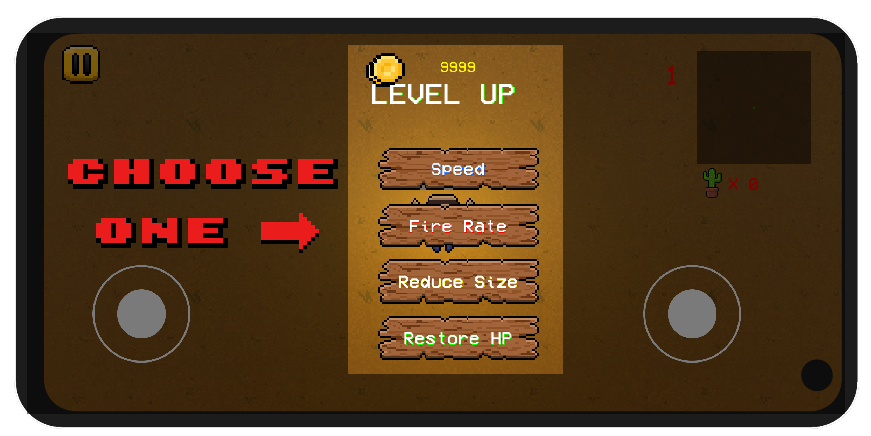 9999
LEVEL UP
1
CHOOSE
ONE
Speed
x 0
Fire Rate
Reduce Size
Restore HP